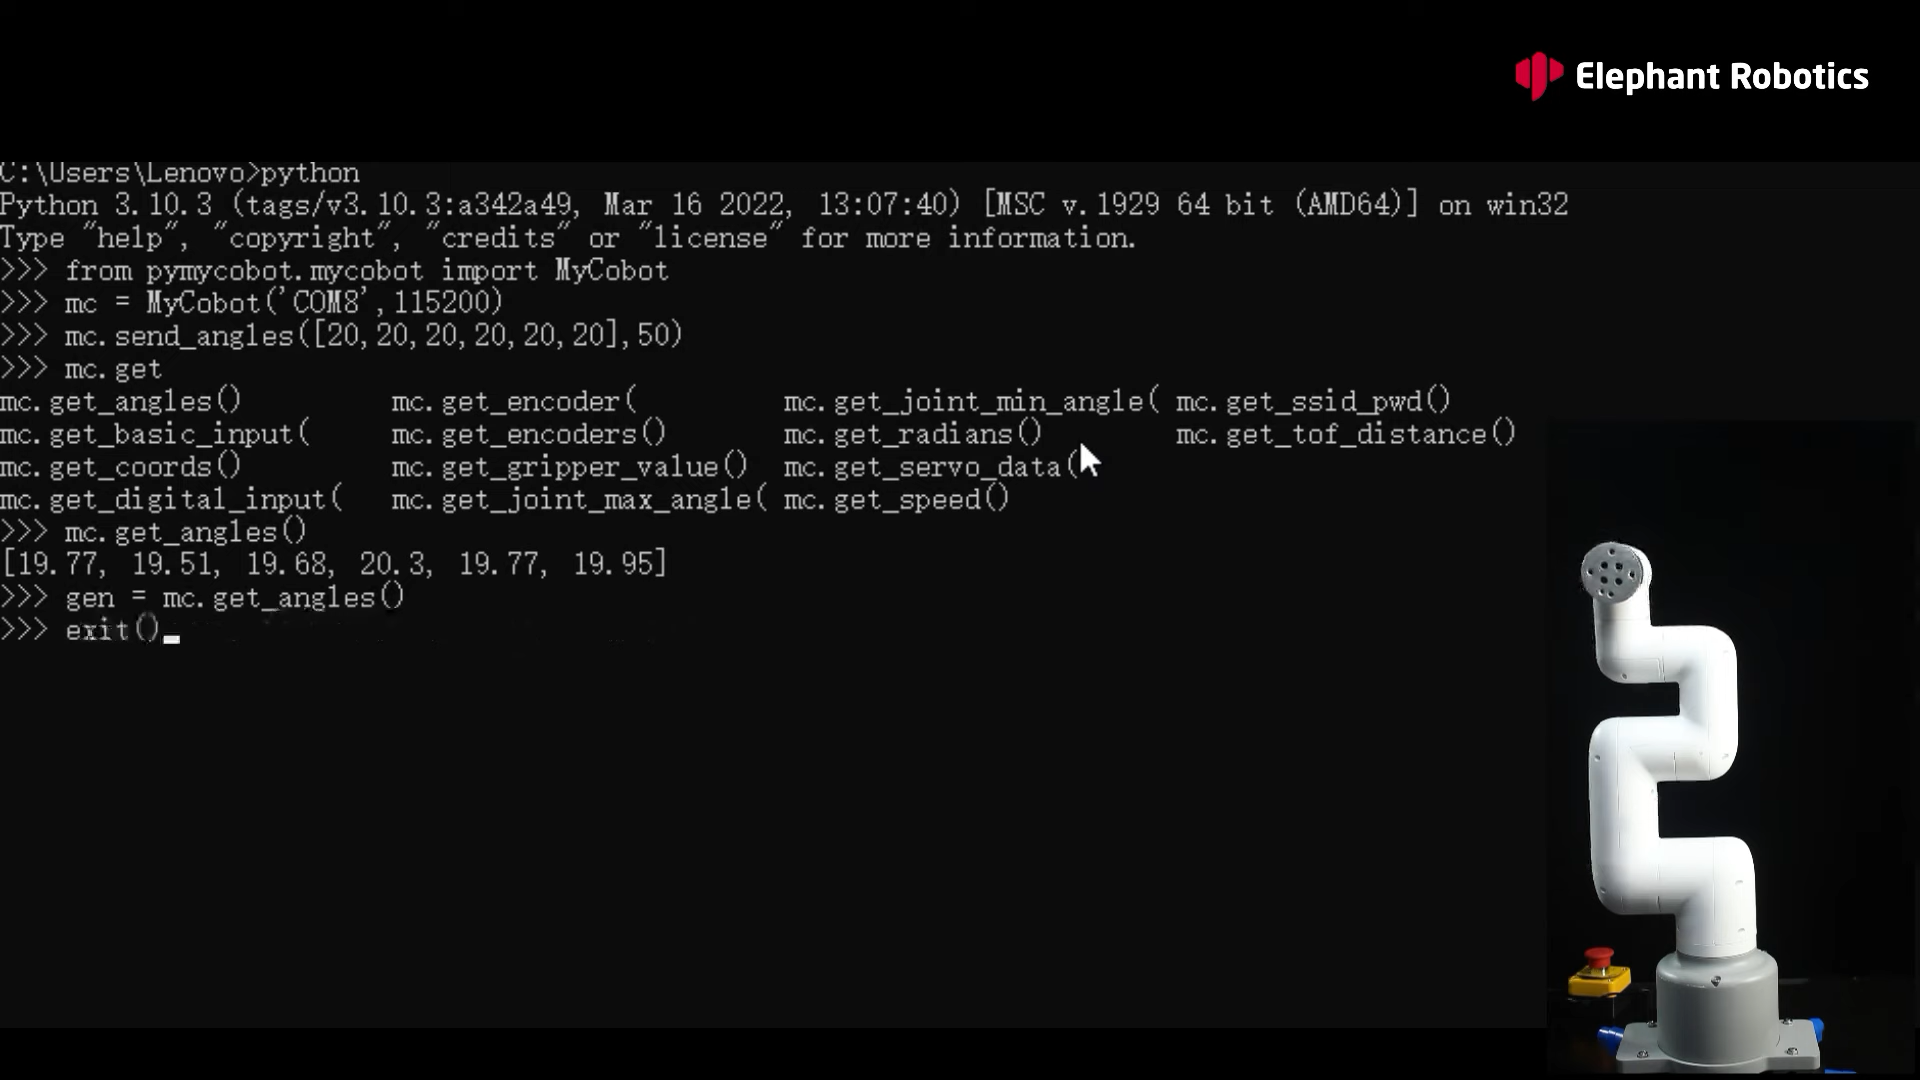 Elephant Robotics
C:\Users\Lenovo>python
Python 3.10.3 (tags/v3.10.3:a342a49, Mar 16 2022, 13:07:40) [MSC v.1929 64 bit (AMD64)] on win32
Type "help", "copyright", "credits" or "license" for more information.
>>> from pymycobot.mycobot import MyCobot
>>> mc = MyCobot('COM8',115200)
>>> mc.send_angles([20,20,20,20,20,20],50)
>>> mc.get
mc.get_angles() mc.get_encoder( mc.get_joint_min_angle( mc.get_ssid_pwd()
mc.get_basic_input( mc.get_encoders() mc.get_radians() mc.get_tof_distance()
mc.get_coords() mc.get_gripper_value() mc.get_servo_data(
mc.get_digital_input( mc.get_joint_max_angle( mc.get_speed()
>>> mc.get_angles()
[19.77, 19.51, 19.68, 20.3, 19.77, 19.95]
>>> gen = mc.get_angles()
>>> exit()